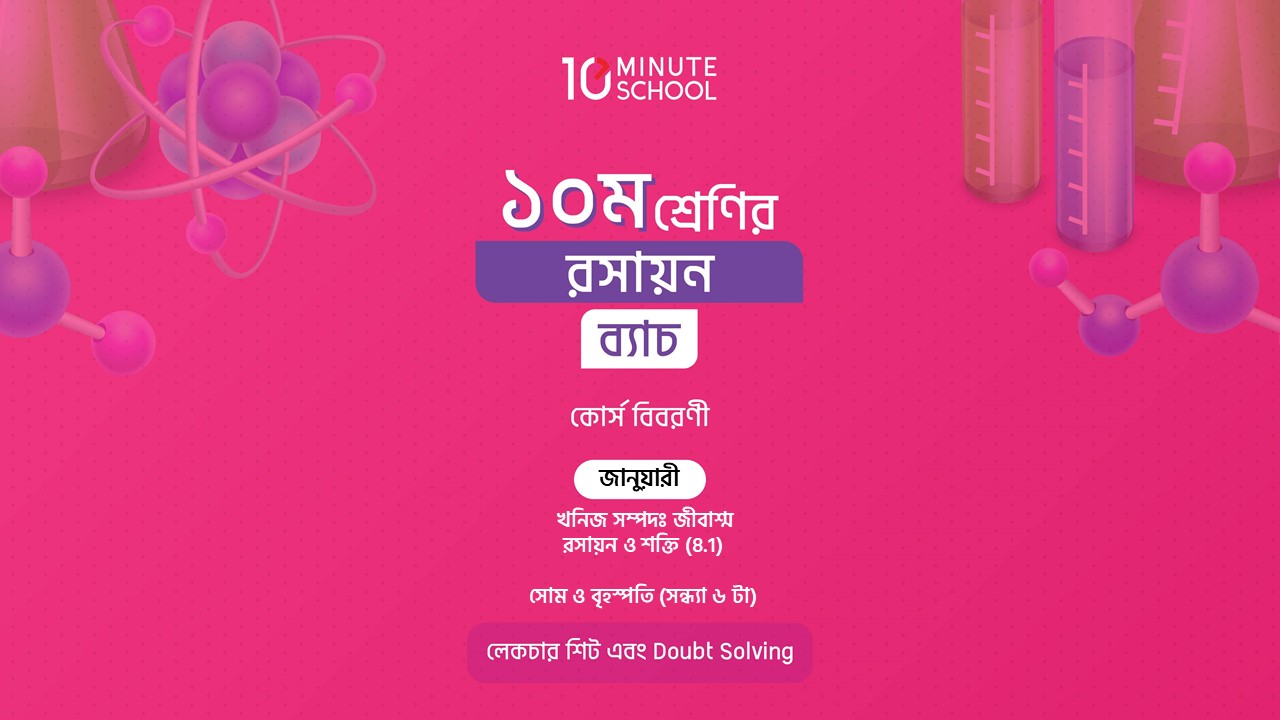 10 MINUTE SCHOOL
১০ম শ্রেণির
রসায়ন
ব্যাচ
কোর্স বিবরণী
জানুয়ারী
খনিজ সম্পদঃ জীবাশ্ম
রসায়ন ও শক্তি (৪.1)
সোম ও বৃহস্পতি (সন্ধ্যা ৬ টা)
লেকচার শিট এবং Doubt Solving